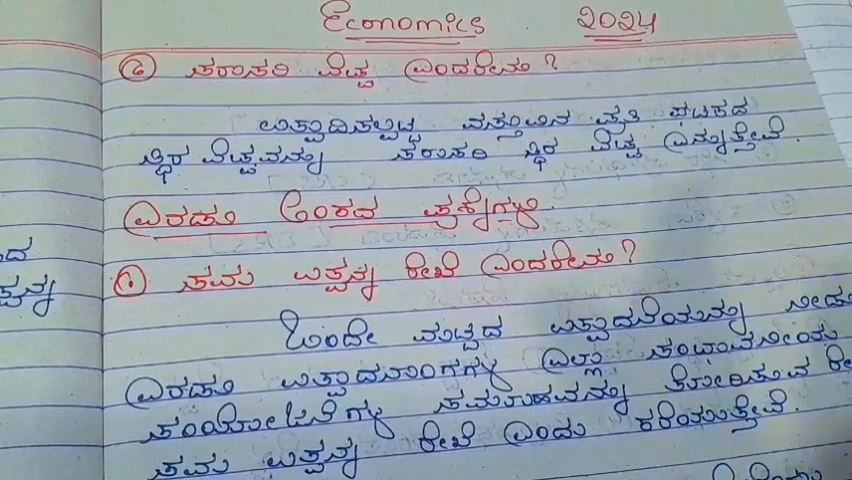 Economics 2024
೬ ಸರಾಸರಿ ವೆಚ್ಚ ಎಂದರೇನು?
ಉತ್ಪಾದಿಸಲ್ಪಟ್ಟ ವಸ್ತುವಿನ ಪ್ರತಿ ಘಟಕದ
ಸ್ಥಿರ ವೆಚ್ಚವನ್ನು ಸರಾಸರಿ ಸ್ಥಿರ ವೆಚ್ಚ ಎನ್ನುತ್ತೇವೆ.
ಎರಡು ಅಂಕದ ಪ್ರಶ್ನೆಗಳು.
೧ ಸಮ ಉತ್ಪನ್ನ ರೇಖೆ ಎಂದರೇನು?
ಒಂದೇ ಮಟ್ಟದ ಉತ್ಪಾದನೆಯನ್ನು ನೀಡುವ
ಎರಡು ಉತ್ಪಾದನಾಂಗಗಳ ಎಲ್ಲಾ ಸಂಭಾವನೀಯ
ಸಂಯೋಜನೆಗಳ ಸಮೂಹವನ್ನು ತೋರಿಸುವ ರೇ
ಸಮ ಉತ್ಪನ್ನ ರೇಖೆ ಎಂದು ಕರೆಯುತ್ತೇವೆ.